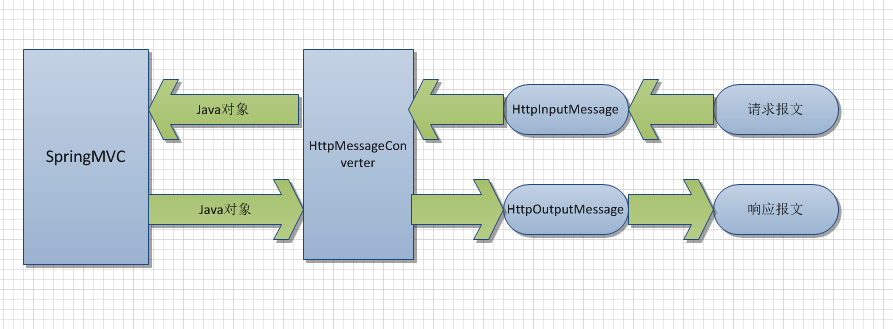 SpringMVC
Java对象
HttpMessageCon
verter
HttpInputMessage
请求报文
Java对象
HttpOutputMessage
响应报文